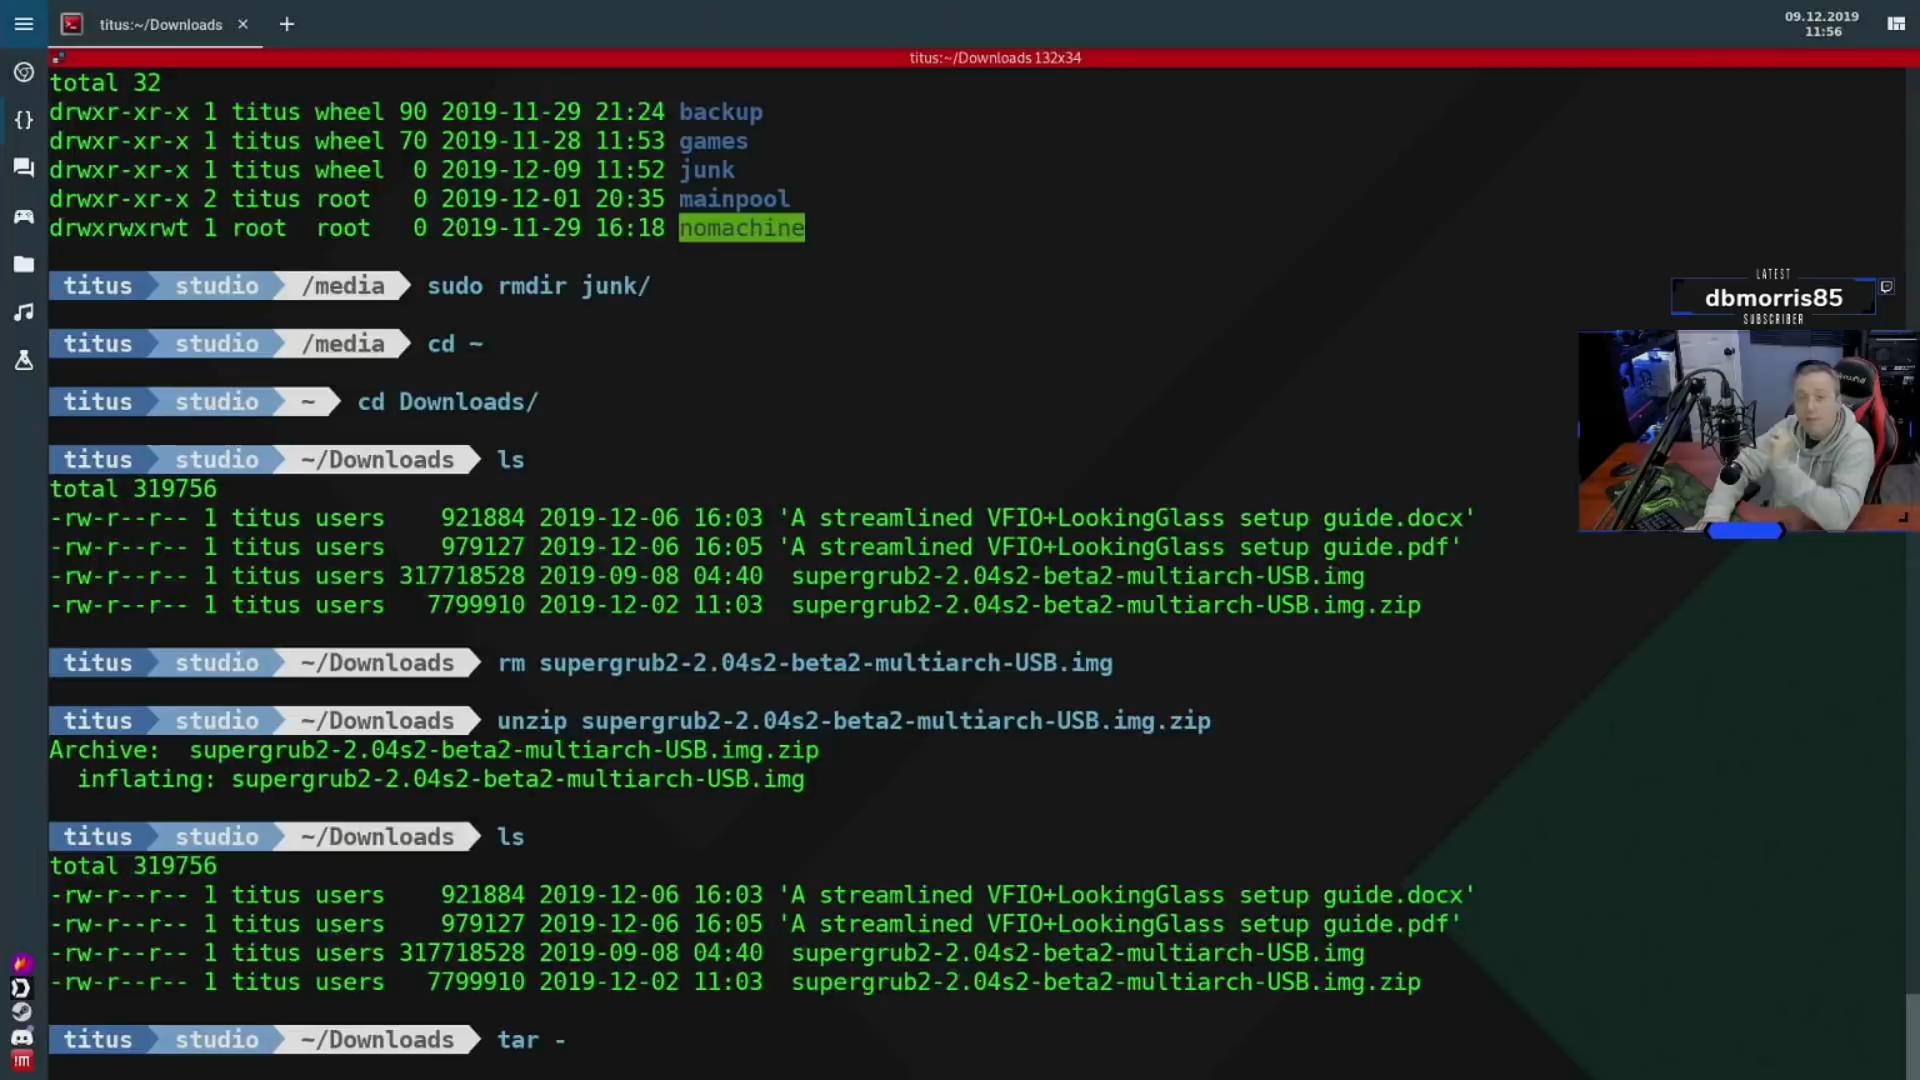 titus:~/Downloads
09.12.2019
11:56
titus:~/Downloads 132x34
total 32
drwxr-xr-x 1 titus wheel 90 2019-11-29 21:24 backup
drwxr-xr-x 1 titus wheel 70 2019-11-28 11:53 games
drwxr-xr-x 1 titus wheel  0 2019-12-09 11:52 junk
drwxr-xr-x 2 titus root   0 2019-12-01 20:35 mainpool
drwxrwxrwt 1 root  root   0 2019-11-29 16:18 nomachine
titus studio /media sudo rmdir junk/
titus studio /media cd ~
titus studio ~ cd Downloads/
titus studio ~/Downloads ls
total 319756
-rw-r--r-- 1 titus users    921884 2019-12-06 16:03 'A streamlined VFIO+LookingGlass setup guide.docx'
-rw-r--r-- 1 titus users    979127 2019-12-06 16:05 'A streamlined VFIO+LookingGlass setup guide.pdf'
-rw-r--r-- 1 titus users 317718528 2019-09-08 04:40  supergrub2-2.04s2-beta2-multiarch-USB.img
-rw-r--r-- 1 titus users   7799910 2019-12-02 11:03  supergrub2-2.04s2-beta2-multiarch-USB.img.zip
titus studio ~/Downloads rm supergrub2-2.04s2-beta2-multiarch-USB.img
titus studio ~/Downloads unzip supergrub2-2.04s2-beta2-multiarch-USB.img.zip
Archive:  supergrub2-2.04s2-beta2-multiarch-USB.img.zip
  inflating: supergrub2-2.04s2-beta2-multiarch-USB.img
titus studio ~/Downloads ls
total 319756
-rw-r--r-- 1 titus users    921884 2019-12-06 16:03 'A streamlined VFIO+LookingGlass setup guide.docx'
-rw-r--r-- 1 titus users    979127 2019-12-06 16:05 'A streamlined VFIO+LookingGlass setup guide.pdf'
-rw-r--r-- 1 titus users 317718528 2019-09-08 04:40  supergrub2-2.04s2-beta2-multiarch-USB.img
-rw-r--r-- 1 titus users   7799910 2019-12-02 11:03  supergrub2-2.04s2-beta2-multiarch-USB.img.zip
titus studio ~/Downloads tar -
LATEST
dbmorris85
SUBSCRIBER
!m